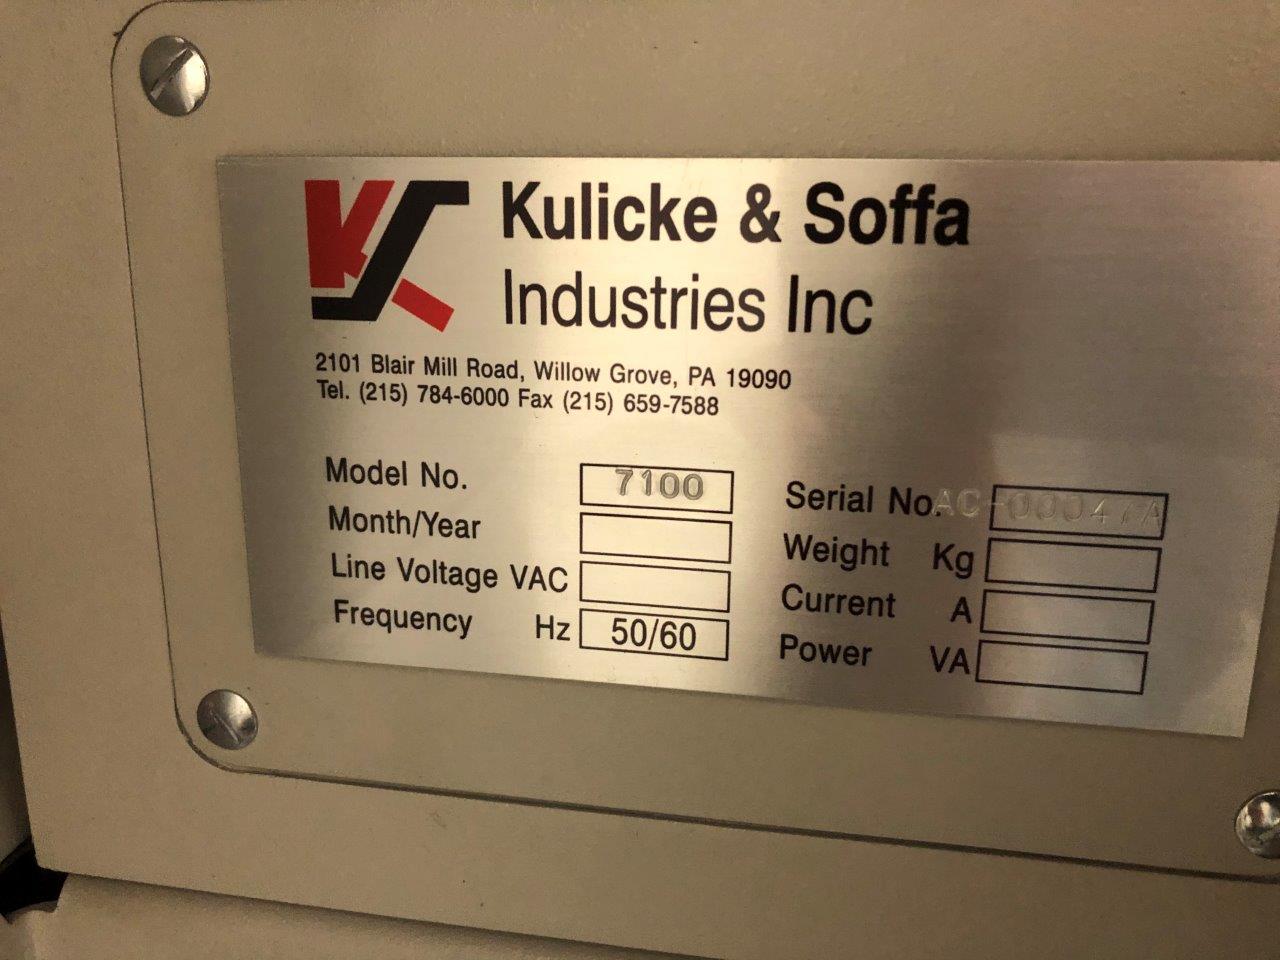 Kulicke & Soffa
Industries Inc
2101 Blair Mill Road, Willow Grove, PA 19090
Tel. (215) 784-6000 Fax (215) 659-7588
Model No. 7100
Month/Year
Line Voltage VAC
Frequency Hz 50/60
Serial No. AC-00047A
Weight Kg
Current A
Power VA